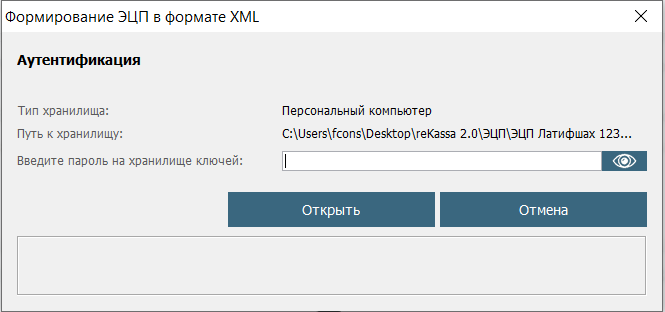 Формирование ЭЦП в формате XML
Аутентификация
Тип хранилища: Персональный компьютер
Путь к хранилищу: C:\Users\fcons\Desktop\reKassa 2.0\ЭЦП\ЭЦП Латифшах 123...
Введите пароль на хранилище ключей:
Открыть Отмена